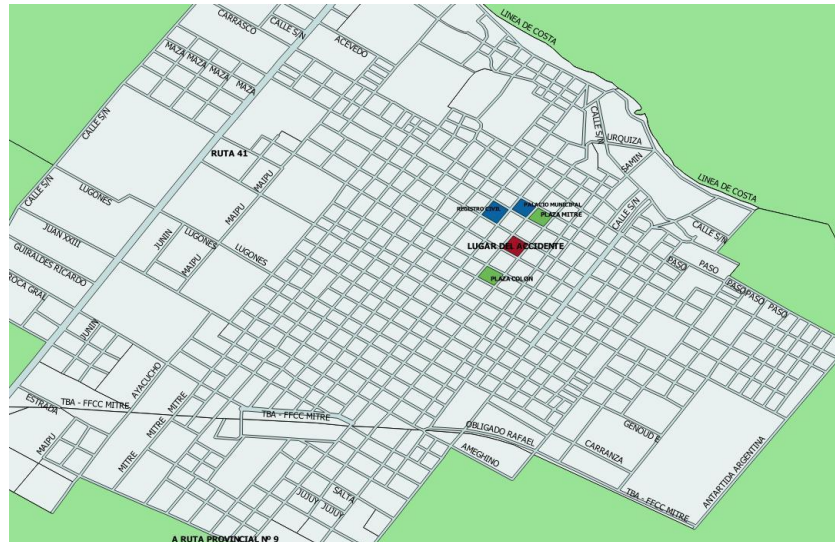 LINEA DE COSTA
CARRASCO
CALLE S/N
ACEVEDO
MAZA
MAZA
MAZA
MAZA
MAZA
CALLE S/N
CALLE S/N
URQUIZA
RUTA 41
SAMIN
MAIPU
LINEA DE COSTA
LUGONES
CALLE S/N
MAIPU
REGISTRO CIVIL
PALACIO MUNICIPAL
PLAZA MITRE
CALLE S/N
CALLE S/N
JUAN XXIII
JUNIN
LUGONES
LUGONES
LUGAR DEL ACCIDENTE
GUIRALDES RICARDO
MAIPU
PASO
PASO
ROCA GRAL
PLAZA COLON
PASO
PASO
PASO
JUNIN
AYACUCHO
ESTRADA
TBA - FFCC MITRE
MITRE
TBA - FFCC MITRE
MITRE
OBLIGADO RAFAEL
GENOUD E
MAIPU
MITRE
AMEGHINO
CARRANZA
ANTARTIDA ARGENTINA
SALTA
JUJUY
JUJUY
TBA - FFCC MITRE
A RUTA PROVINCIAL Nº 9